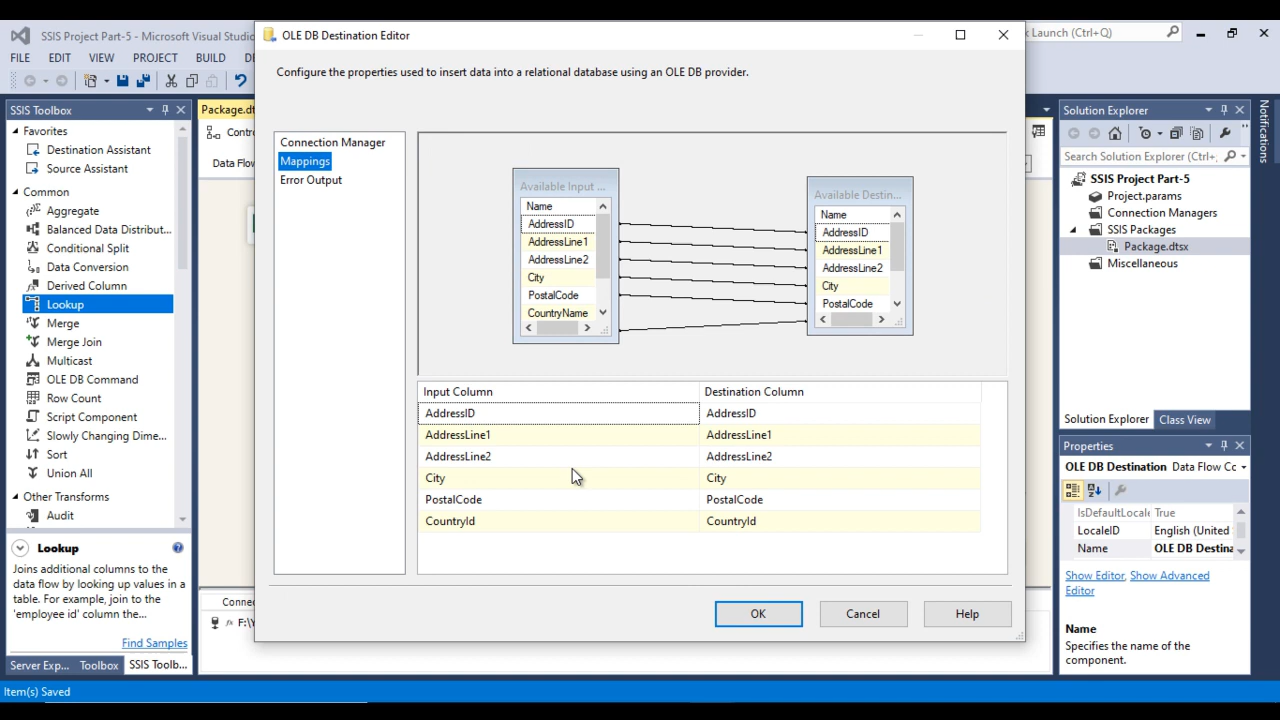 SSIS Project Part-5 - Microsoft Visual Studio
Launch (Ctrl+Q)
FILE EDIT VIEW PROJECT BUILD
SSIS Toolbox
Favorites
Destination Assistant
Source Assistant
Common
Aggregate
Balanced Data Distribut...
Conditional Split
Data Conversion
Derived Column
Lookup
Merge
Merge Join
Multicast
OLE DB Command
Row Count
Script Component
Slowly Changing Dime...
Sort
Union All
Other Transforms
Audit
Lookup
Joins additional columns to the
data flow by looking up values in a
table. For example, join to the
'employee id' column the...
Find Samples
Server Exp... Toolbox SSIS Toolb...
Item(s) Saved
OLE DB Destination Editor
Configure the properties used to insert data into a relational database using an OLE DB provider.
Connection Manager
Mappings
Error Output
Available Input ...
Name
AddressID
AddressLine1
AddressLine2
City
PostalCode
CountryName
Available Destin...
Name
AddressID
AddressLine1
AddressLine2
City
PostalCode
Input Column Destination Column
AddressID AddressID
AddressLine1 AddressLine1
AddressLine2 AddressLine2
City City
PostalCode PostalCode
CountryId CountryId
OK Cancel Help
Solution Explorer
Search Solution Explorer (Ctrl+;
SSIS Project Part-5
Project.params
Connection Managers
SSIS Packages
Package.dtsx
Miscellaneous
Solution Explorer Class View
Properties
OLE DB Destination Data Flow Cc
IsDefaultLocale True
LocaleID English (United
Name OLE DB Destina
Show Editor, Show Advanced
Editor
Name
Specifies the name of the
component.
Notifications